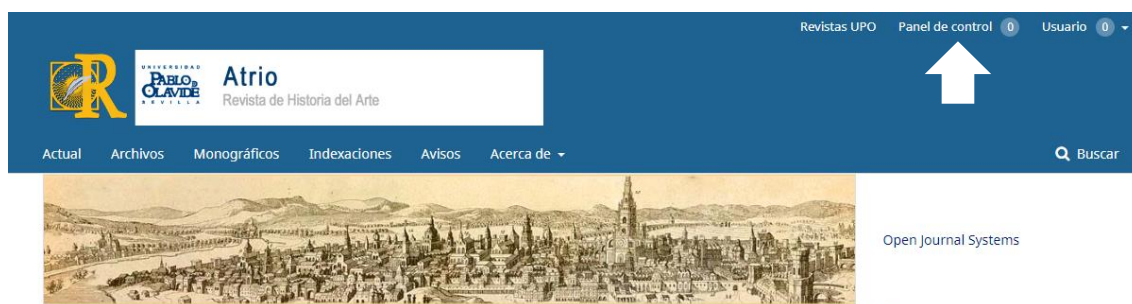 Revistas UPO Panel de control 0 Usuario 0
R
UNIVERSIDAD
PABLO DE
OLAVIDE
SEVILLA
Atrio
Revista de Historia del Arte
Actual Archivos Monográficos Indexaciones Avisos Acerca de Buscar
Open Journal Systems